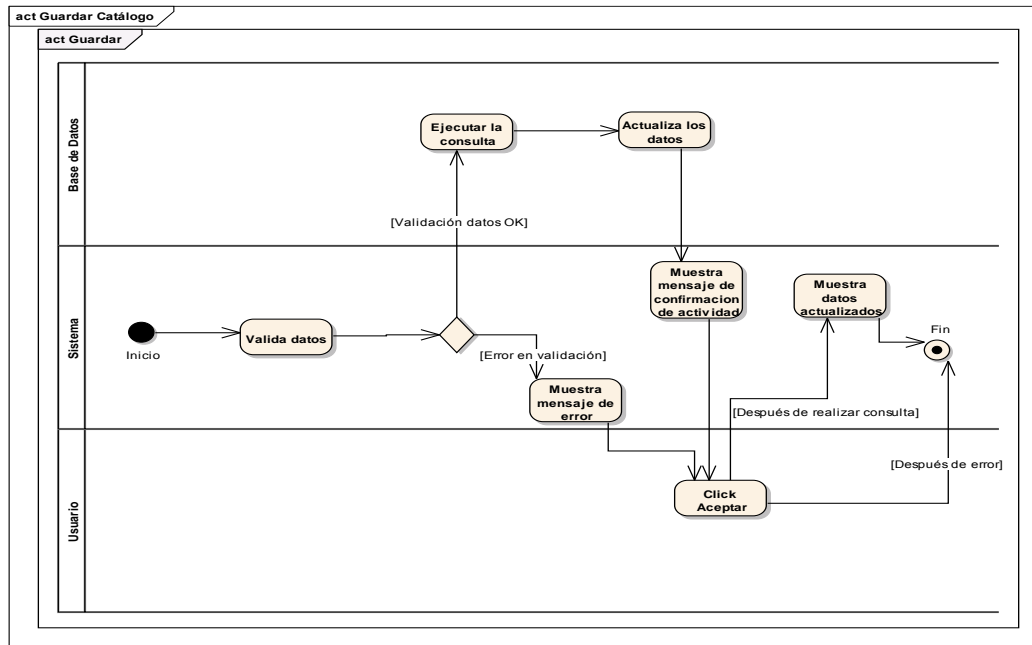 act Guardar Catálogo
act Guardar
Base de Datos
Ejecutar la
consulta
Actualiza los
datos
[Validación datos OK]
Sistema
Inicio
Valida datos
[Error en validación]
Muestra
mensaje de
error
Muestra
mensaje de
confirmacion
de actividad
Muestra
datos
actualizados
Fin
[Después de realizar consulta]
[Después de error]
Usuario
Click
Aceptar